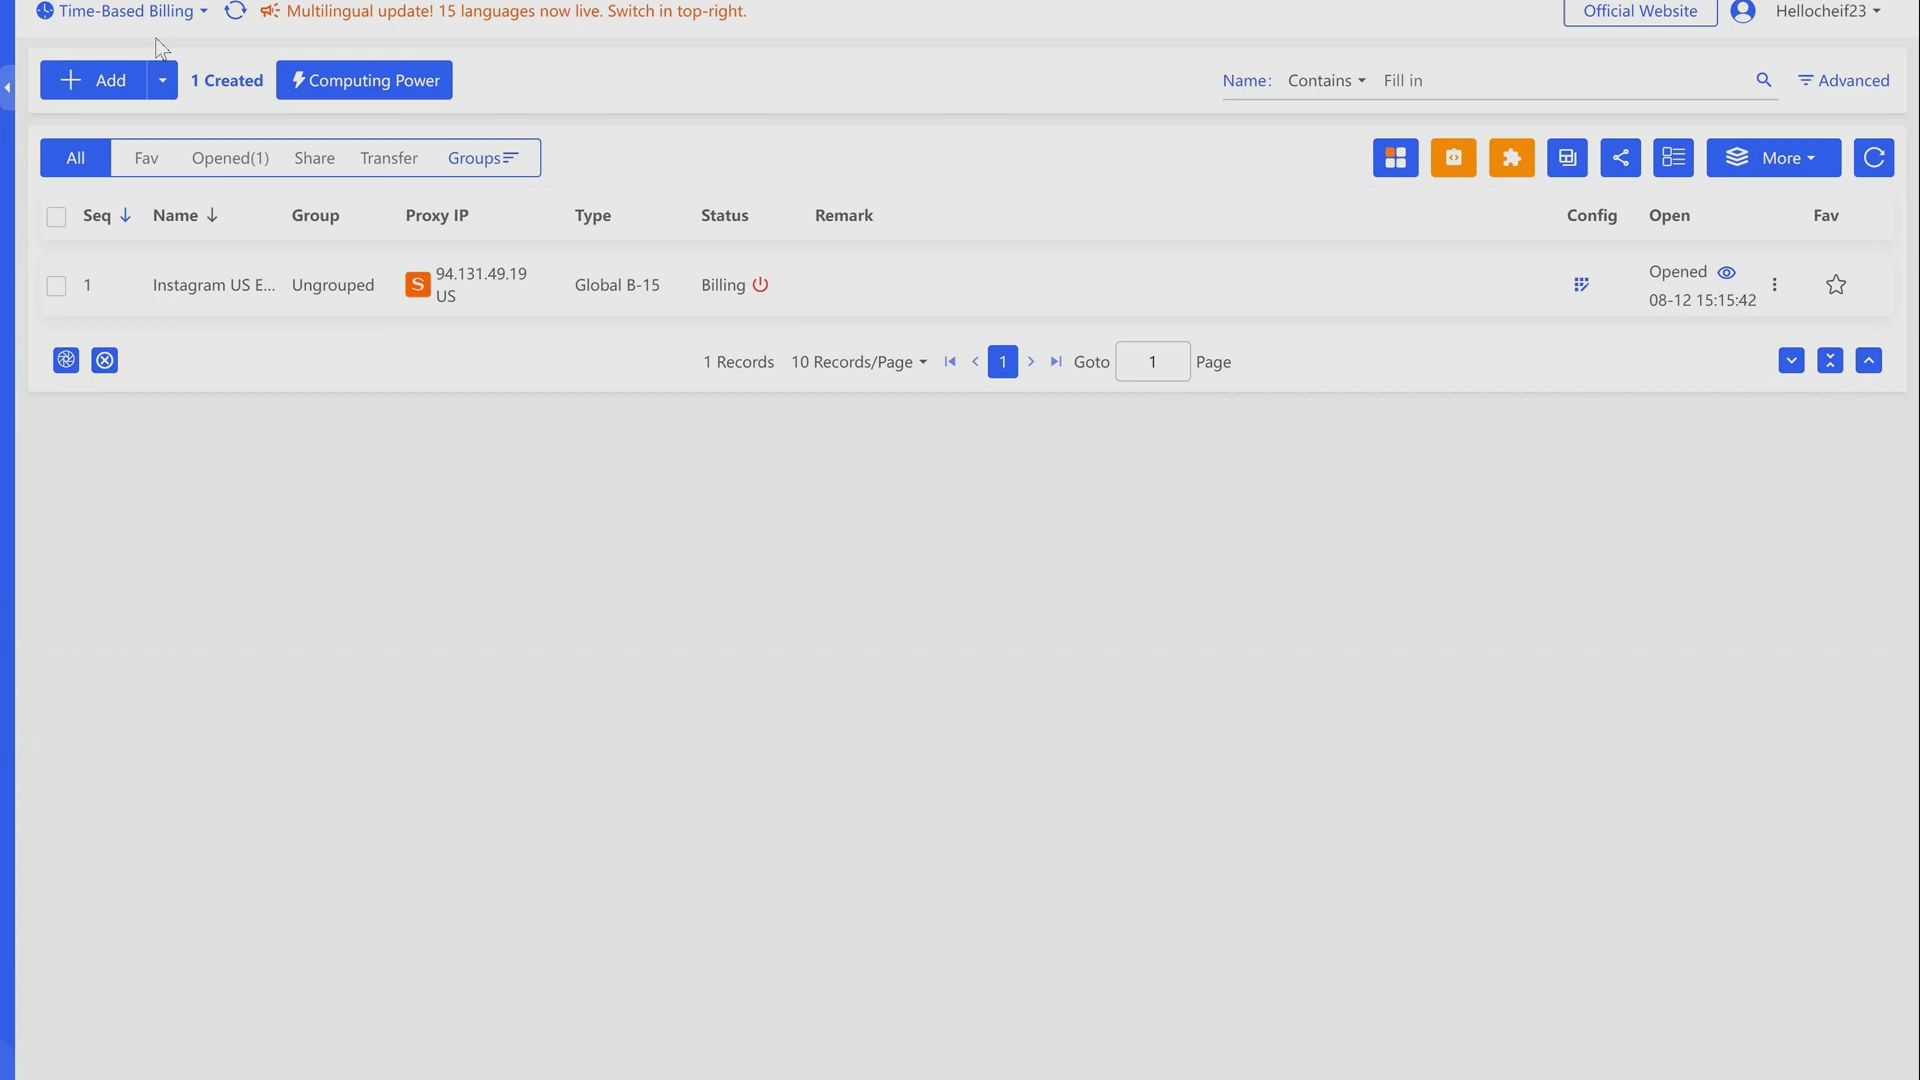 Time-Based Billing
Multilingual update! 15 languages now live. Switch in top-right.
Official Website
Hellocheif23
Add
1 Created
Computing Power
Name:
Contains
Fill in
Advanced
All
Fav
Opened(1)
Share
Transfer
Groups
More
Seq
Name
Group
Proxy IP
Type
Status
Remark
Config
Open
Fav
1
Instagram US E...
Ungrouped
S
94.131.49.19
US
Global B-15
Billing
Opened
08-12 15:15:42
1 Records
10 Records/Page
1
Goto
1
Page